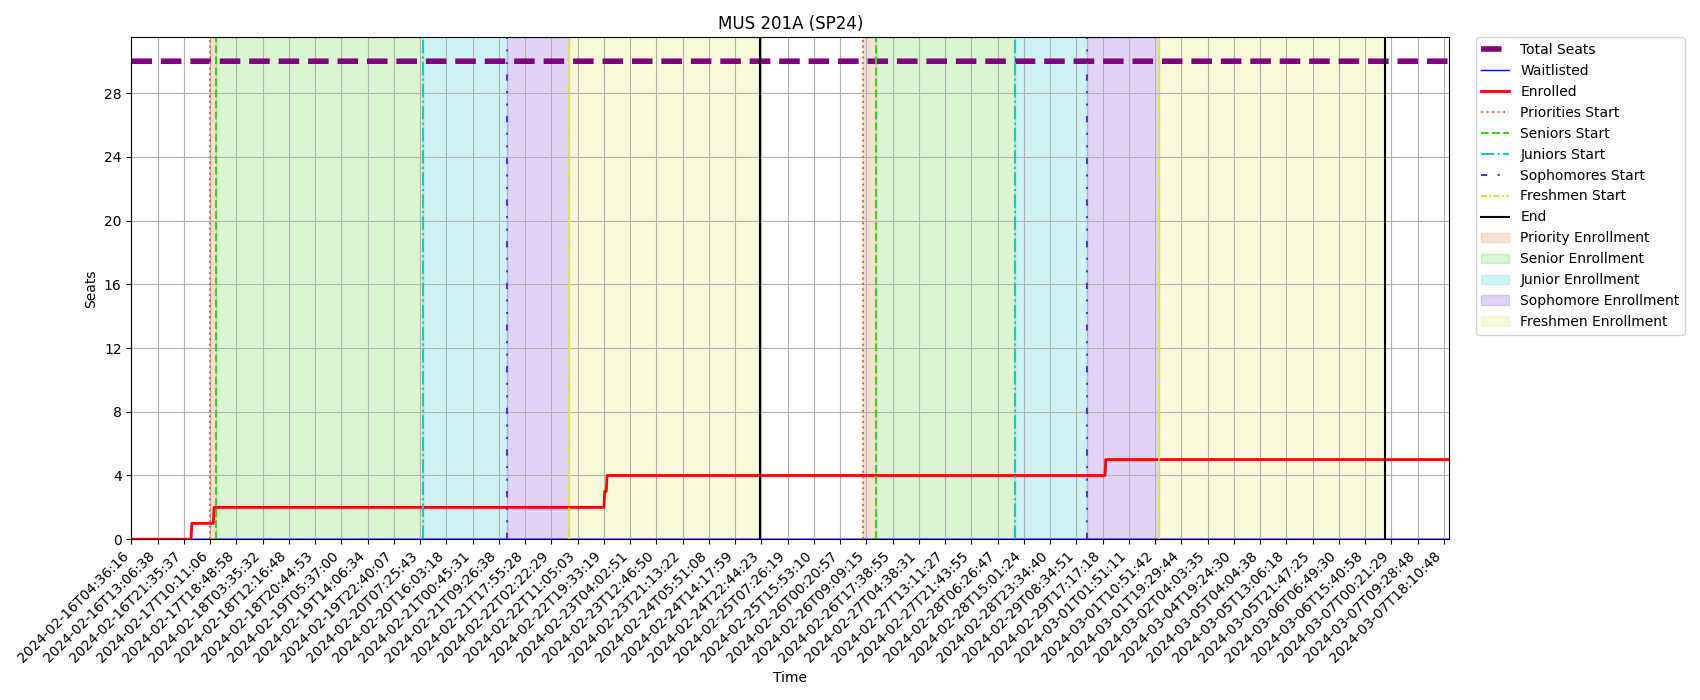 MUS 201A (SP24)
Seats
28
24
20
16
12
8
4
0
2024-02-16T04:36:16
2024-02-16T13:06:38
2024-02-16T21:35:37
2024-02-17T10:11:06
2024-02-17T18:48:58
2024-02-18T03:35:32
2024-02-18T12:16:48
2024-02-18T20:44:53
2024-02-19T05:37:00
2024-02-19T14:06:34
2024-02-19T22:40:07
2024-02-20T07:25:43
2024-02-20T16:03:18
2024-02-21T00:45:31
2024-02-21T09:26:38
2024-02-21T17:55:28
2024-02-22T02:22:29
2024-02-22T11:05:03
2024-02-22T19:33:19
2024-02-23T04:02:51
2024-02-23T12:46:50
2024-02-23T21:13:22
2024-02-24T05:51:08
2024-02-24T14:17:59
2024-02-24T22:44:23
2024-02-25T07:26:19
2024-02-25T15:53:10
2024-02-26T00:20:57
2024-02-26T09:09:15
2024-02-26T17:38:55
2024-02-27T04:38:31
2024-02-27T13:11:27
2024-02-27T21:43:55
2024-02-28T06:26:47
2024-02-28T15:01:24
2024-02-28T23:34:40
2024-02-29T08:34:51
2024-02-29T17:17:18
2024-03-01T01:51:11
2024-03-01T10:51:42
2024-03-01T19:29:44
2024-03-02T04:03:35
2024-03-04T19:24:30
2024-03-05T04:04:38
2024-03-05T13:06:18
2024-03-05T21:47:25
2024-03-06T06:49:30
2024-03-06T15:40:58
2024-03-07T00:21:29
2024-03-07T09:28:48
2024-03-07T18:10:48
Time
Total Seats
Waitlisted
Enrolled
Priorities Start
Seniors Start
Juniors Start
Sophomores Start
Freshmen Start
End
Priority Enrollment
Senior Enrollment
Junior Enrollment
Sophomore Enrollment
Freshmen Enrollment